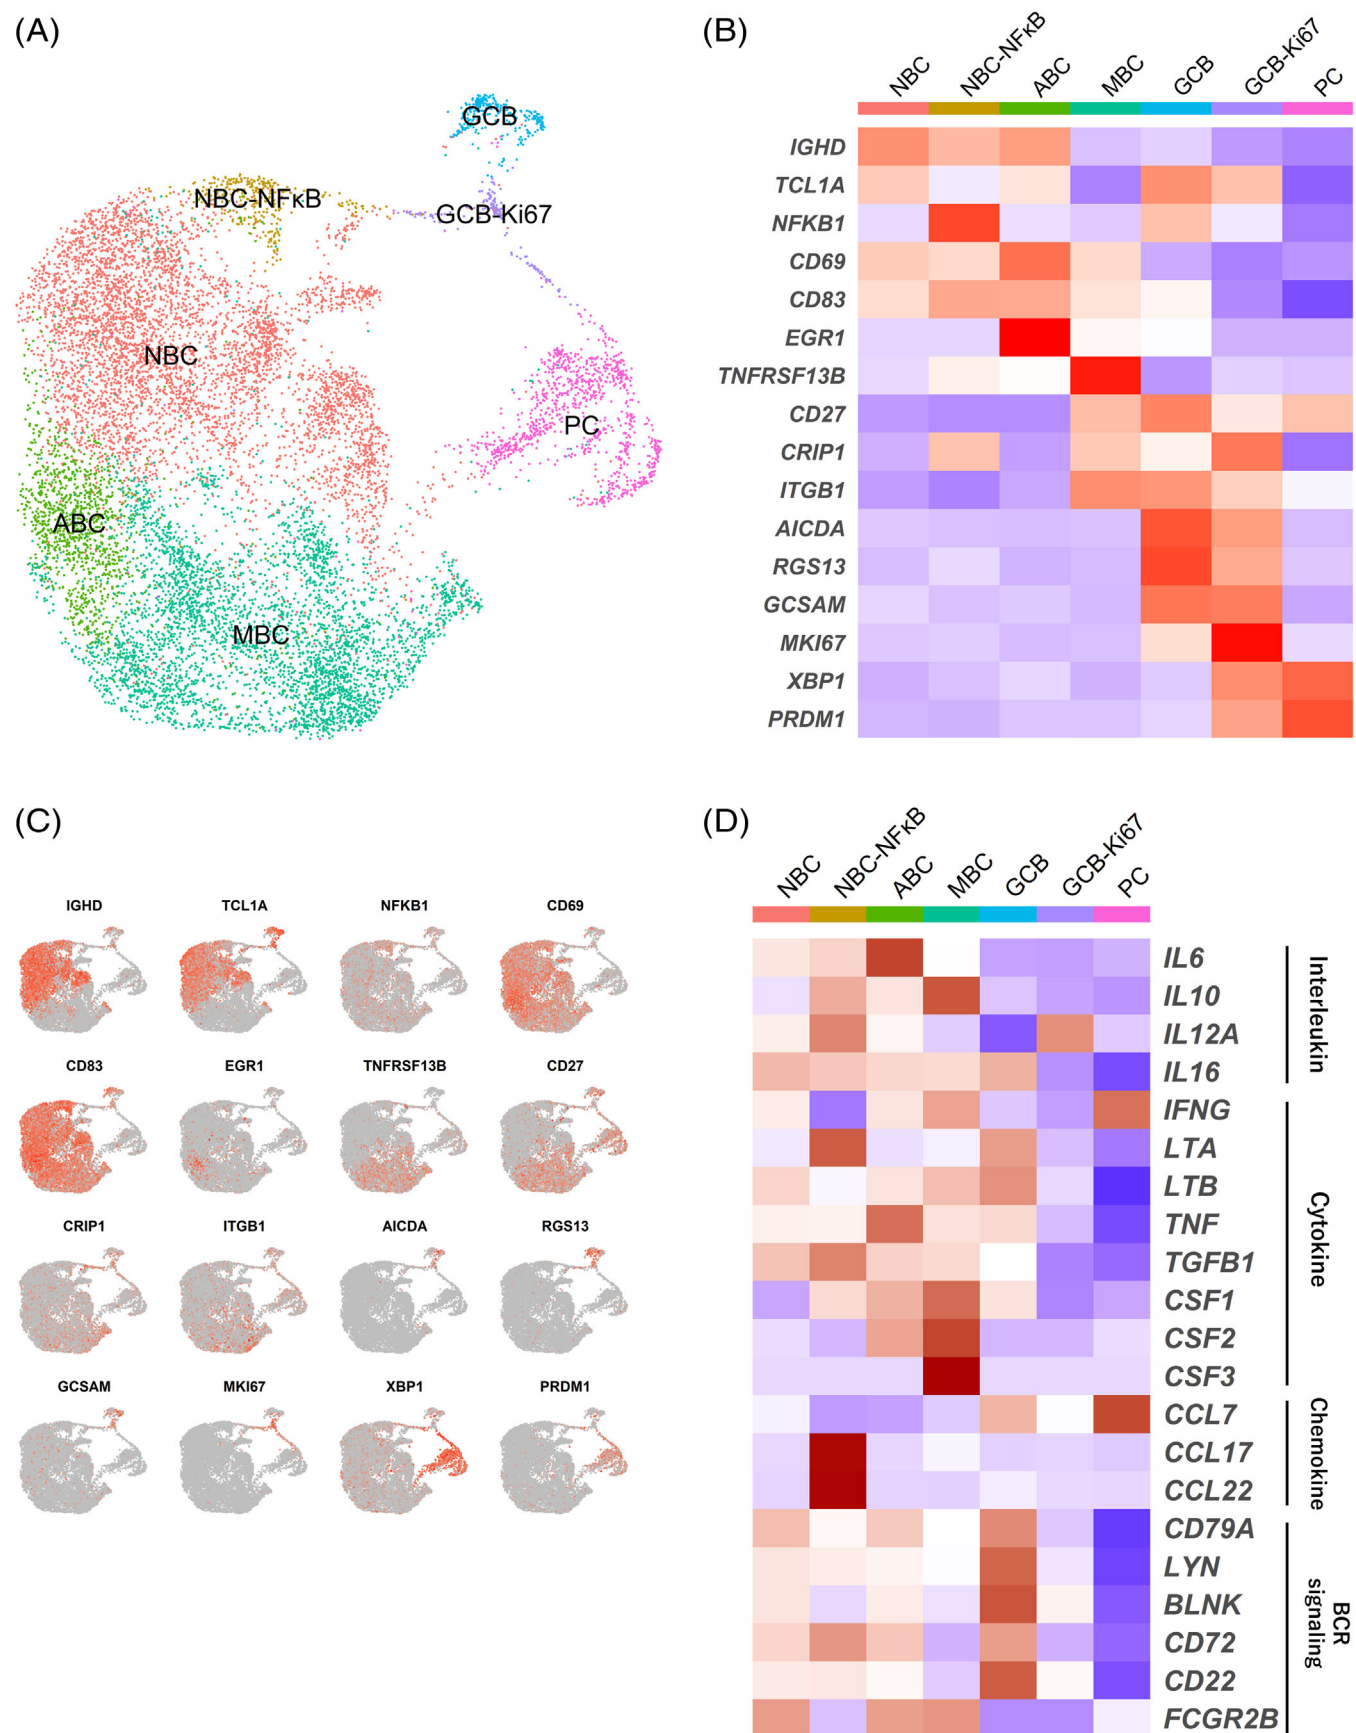 (A)
GCB
NBC-NFκB
GCB-Ki67
NBC
PC
ABC
MBC
(B)
NBC
NBC-NFκB
ABC
MBC
GCB
GCB-Ki67
PC
IGHD
TCL1A
NFKB1
CD69
CD83
EGR1
TNFRSF13B
CD27
CRIP1
ITGB1
AICDA
RGS13
GCSAM
MKI67
XBP1
PRDM1
(C)
IGHD TCL1A NFKB1 CD69
CD83 EGR1 TNFRSF13B CD27
CRIP1 ITGB1 AICDA RGS13
GCSAM MKI67 XBP1 PRDM1
(D)
NBC
NBC-NFκB
ABC
MBC
GCB
GCB-Ki67
PC
IL6
IL10
IL12A
IL16
IFNG
LTA
LTB
TNF
TGFB1
CSF1
CSF2
CSF3
CCL7
CCL17
CCL22
CD79A
LYN
BLNK
CD72
CD22
FCGR2B
Interleukin
Cytokine
Chemokine
BCR
signaling